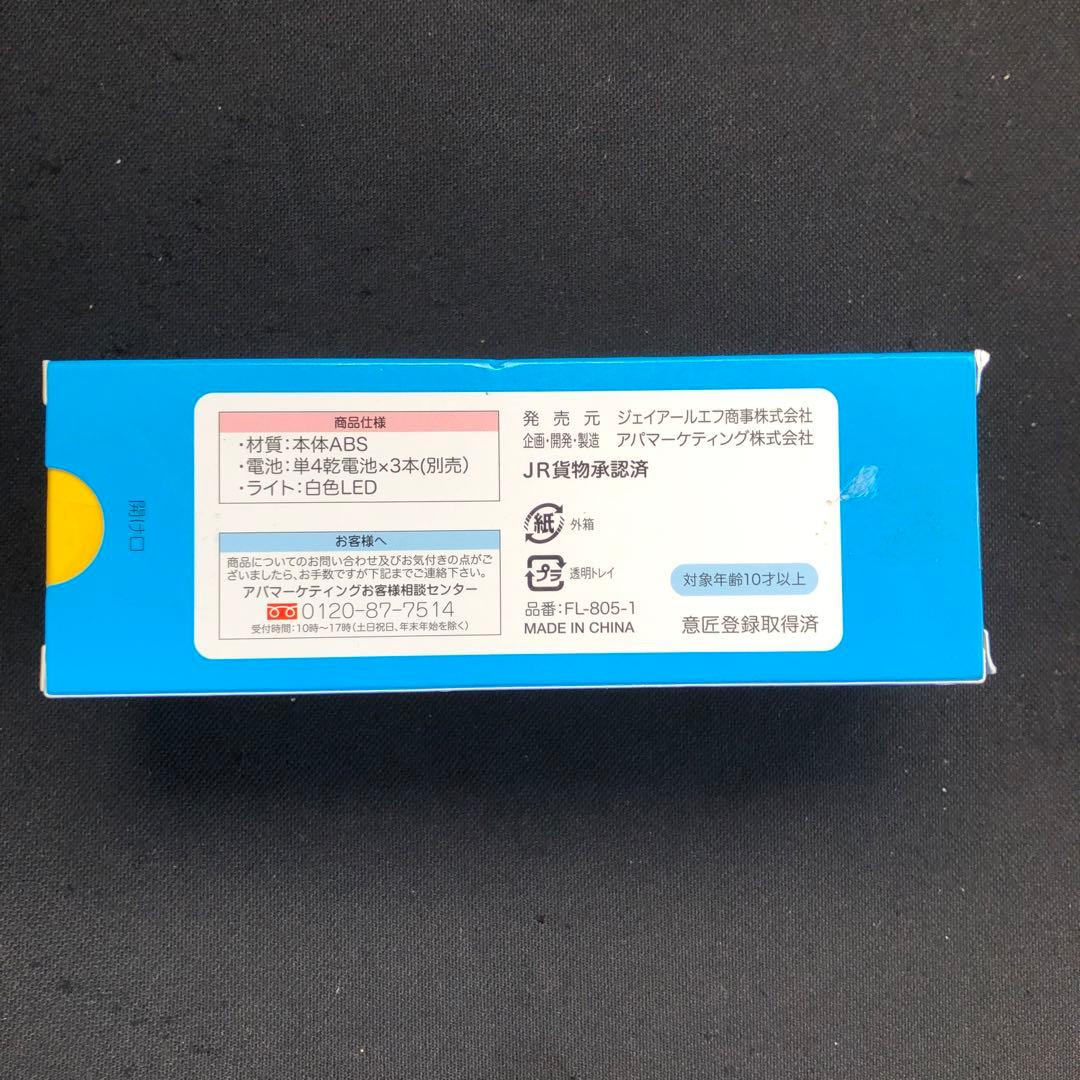 商品仕様
・材質:本体ABS
・電池:単4乾電池×3本(別売)
・ライト:白色LED
お客様へ
商品についてのお問い合わせ及びお気付きの点がご
ざいましたら、お手数ですが下記までご連絡下さい。
アパマーケティングお客様相談センター
0120-87-7514
受付時間:10時〜17時(土日祝日、年末年始を除く)
発売元 ジェイアールエフ商事株式会社
企画・開発・製造 アパマーケティング株式会社
JR貨物承認済
紙 外箱
プラ 透明トレイ
品番:FL-805-1
MADE IN CHINA
対象年齢10才以上
意匠登録取得済
開け口